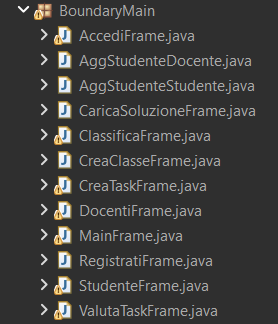 BoundaryMain
AccediFrame.java
AggStudenteDocente.java
AggStudenteStudente.java
CaricaSoluzioneFrame.java
ClassificaFrame.java
CreaClasseFrame.java
CreaTaskFrame.java
DocentiFrame.java
MainFrame.java
RegistratiFrame.java
StudenteFrame.java
ValutaTaskFrame.java